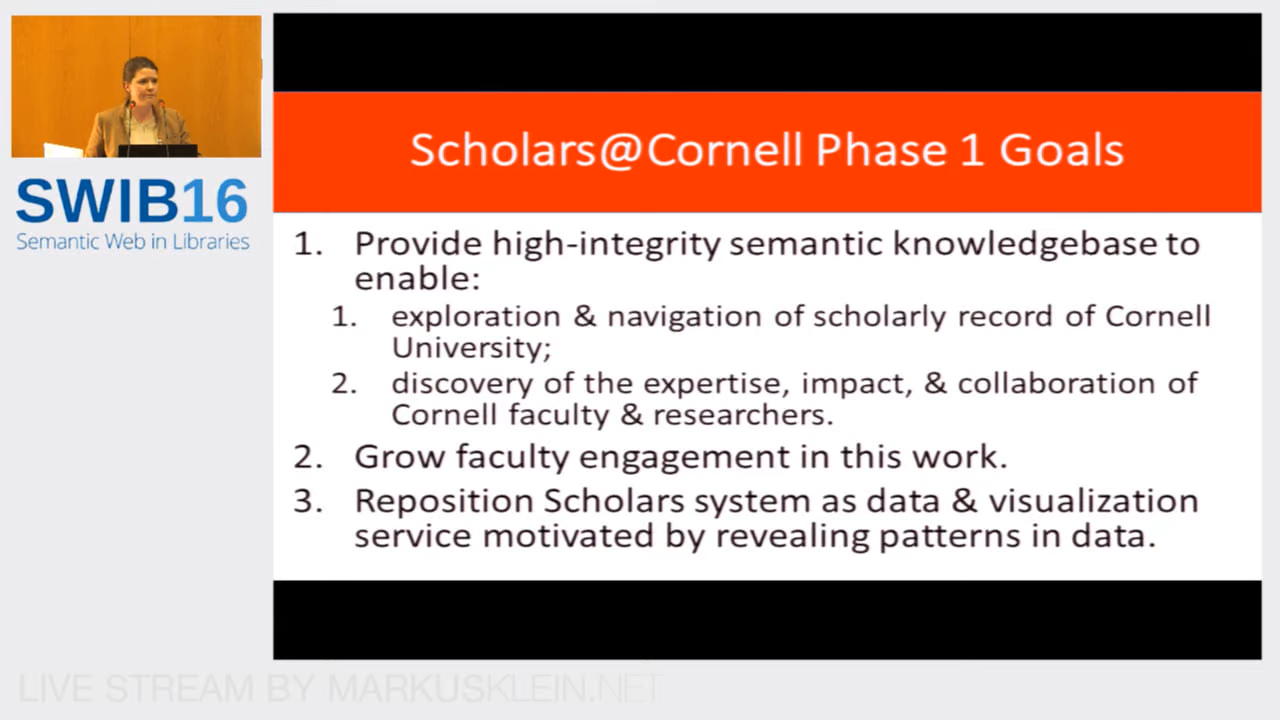 SWIB16
Semantic Web in Libraries
Scholars@Cornell Phase 1 Goals
1. Provide high-integrity semantic knowledgebase to
enable:
1. exploration & navigation of scholarly record of Cornell
University;
2. discovery of the expertise, impact, & collaboration of
Cornell faculty & researchers.
2. Grow faculty engagement in this work.
3. Reposition Scholars system as data & visualization
service motivated by revealing patterns in data.
LIVE STREAM BY MARKUSKLEIN.NET